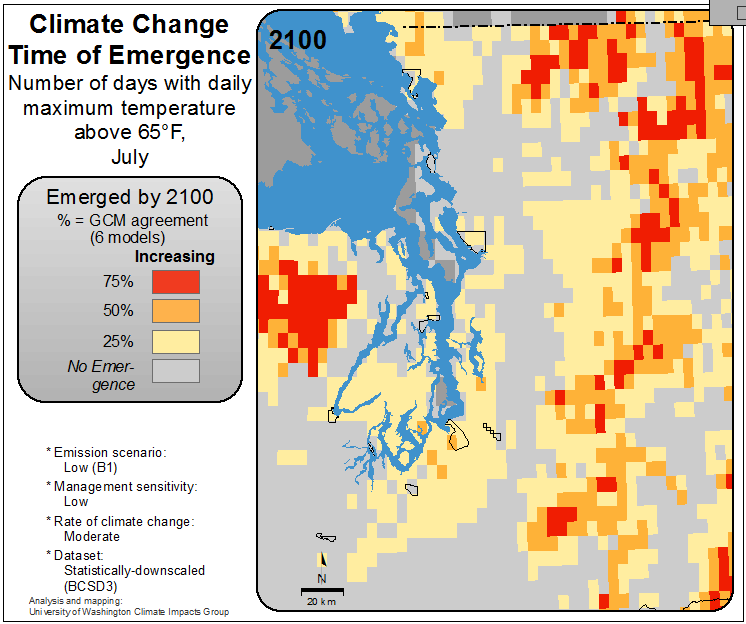 Climate Change
Time of Emergence
Number of days with daily
maximum temperature
above 65°F,
July
Emerged by 2100
% = GCM agreement
(6 models)
Increasing
75%
50%
25%
No Emer-
gence
* Emission scenario:
Low (B1)
* Management sensitivity:
Low
* Rate of climate change:
Moderate
* Dataset:
Statistically-downscaled
(BCSD3)
Analysis and mapping:
University of Washington Climate Impacts Group
2100
N
20 km